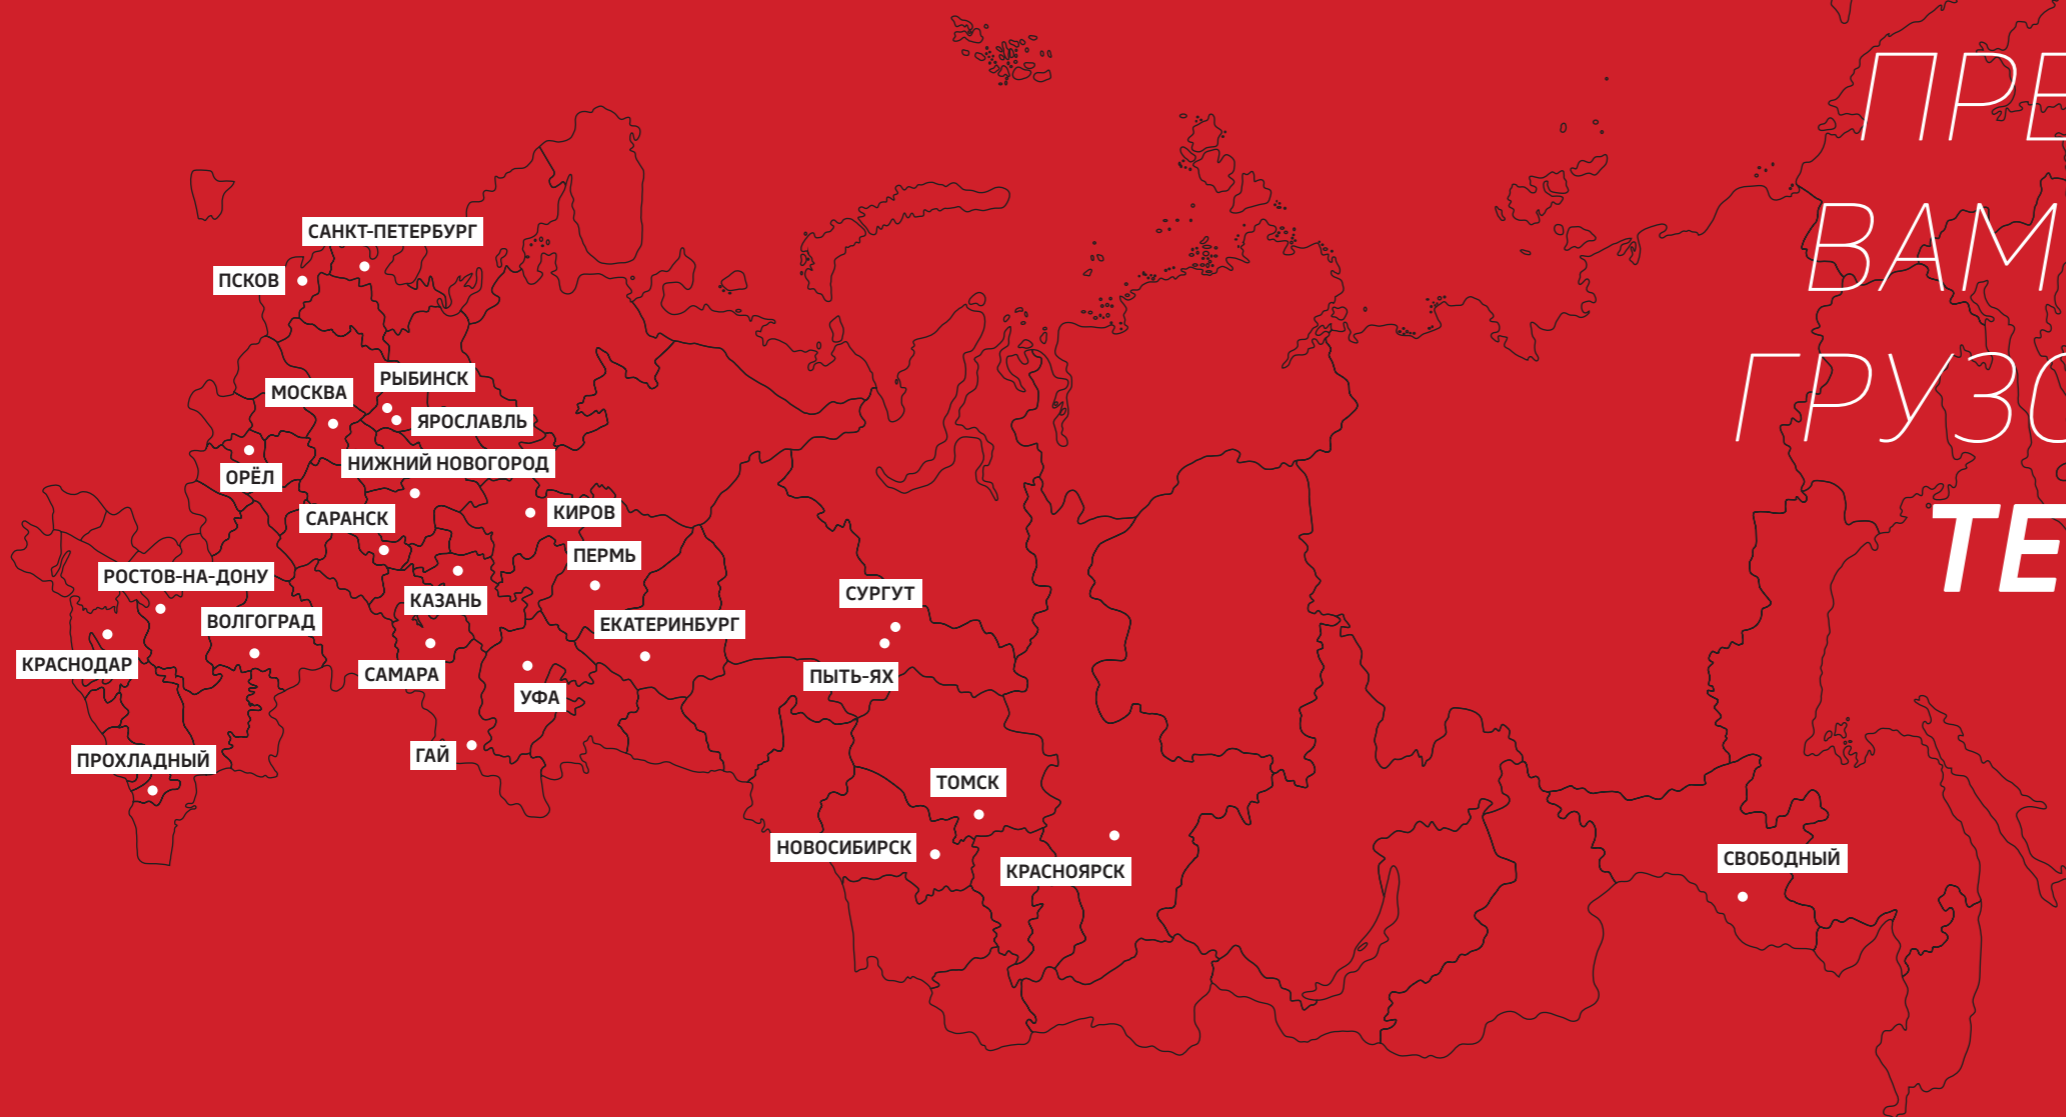 САНКТ-ПЕТЕРБУРГ
ПСКОВ
РЫБИНСК
МОСКВА
ЯРОСЛАВЛЬ
НИЖНИЙ НОВОГОРОД
ОРЁЛ
САРАНСК
КИРОВ
ПЕРМЬ
РОСТОВ-НА-ДОНУ
КАЗАНЬ
СУРГУТ
ВОЛГОГРАД
ЕКАТЕРИНБУРГ
КРАСНОДАР
САМАРА
ПЫТЬ-ЯХ
УФА
ГАЙ
ПРОХЛАДНЫЙ
ТОМСК
НОВОСИБИРСК
КРАСНОЯРСК
СВОБОДНЫЙ
ПРЕ
ВАМ
ГРУЗО
ТЕ